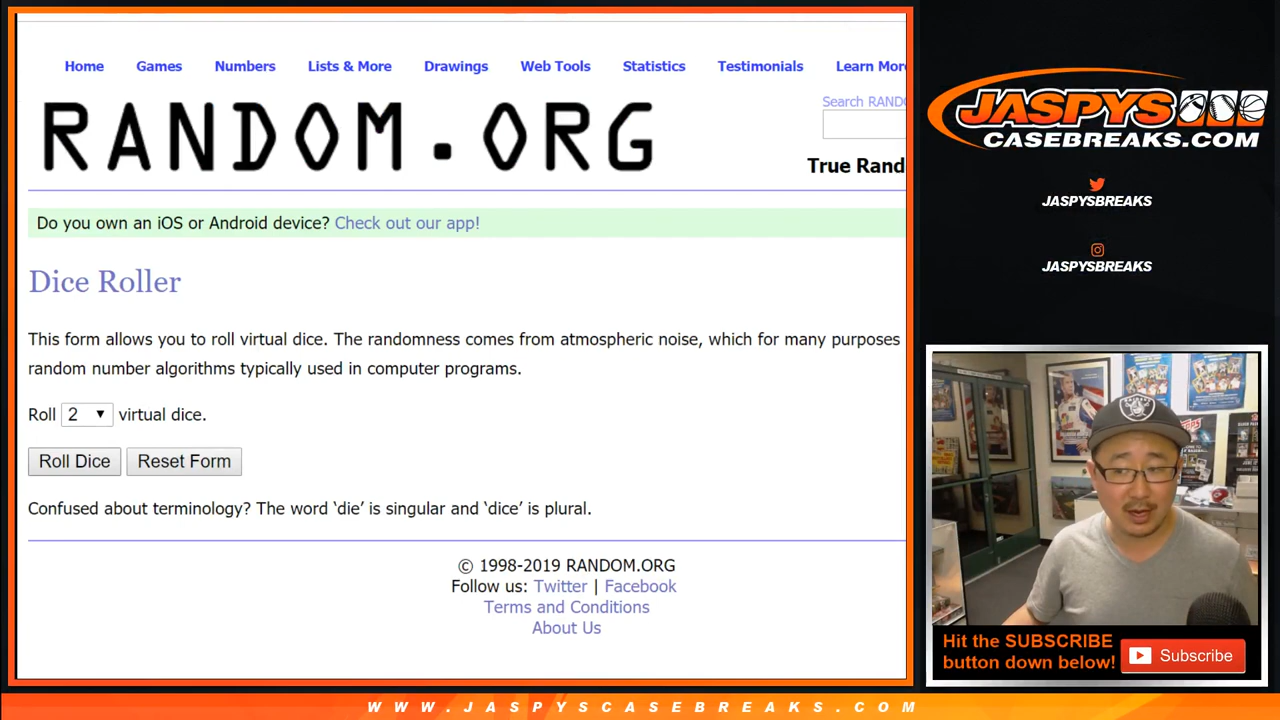 Home Games Numbers Lists & More Drawings Web Tools Statistics Testimonials Learn More
RANDOM.ORG
Search RANDO
True Rand
Do you own an iOS or Android device? Check out our app!
Dice Roller
This form allows you to roll virtual dice. The randomness comes from atmospheric noise, which for many purposes
random number algorithms typically used in computer programs.
Roll 2 virtual dice.
Roll Dice Reset Form
Confused about terminology? The word ‘die’ is singular and ‘dice’ is plural.
© 1998-2019 RANDOM.ORG
Follow us: Twitter | Facebook
Terms and Conditions
About Us
JASPYS
CASEBREAKS.COM
JASPYSBREAKS
JASPYSBREAKS
Hit the SUBSCRIBE
button down below!
Subscribe
WWW.JASPYSCASEBREAKS.COM